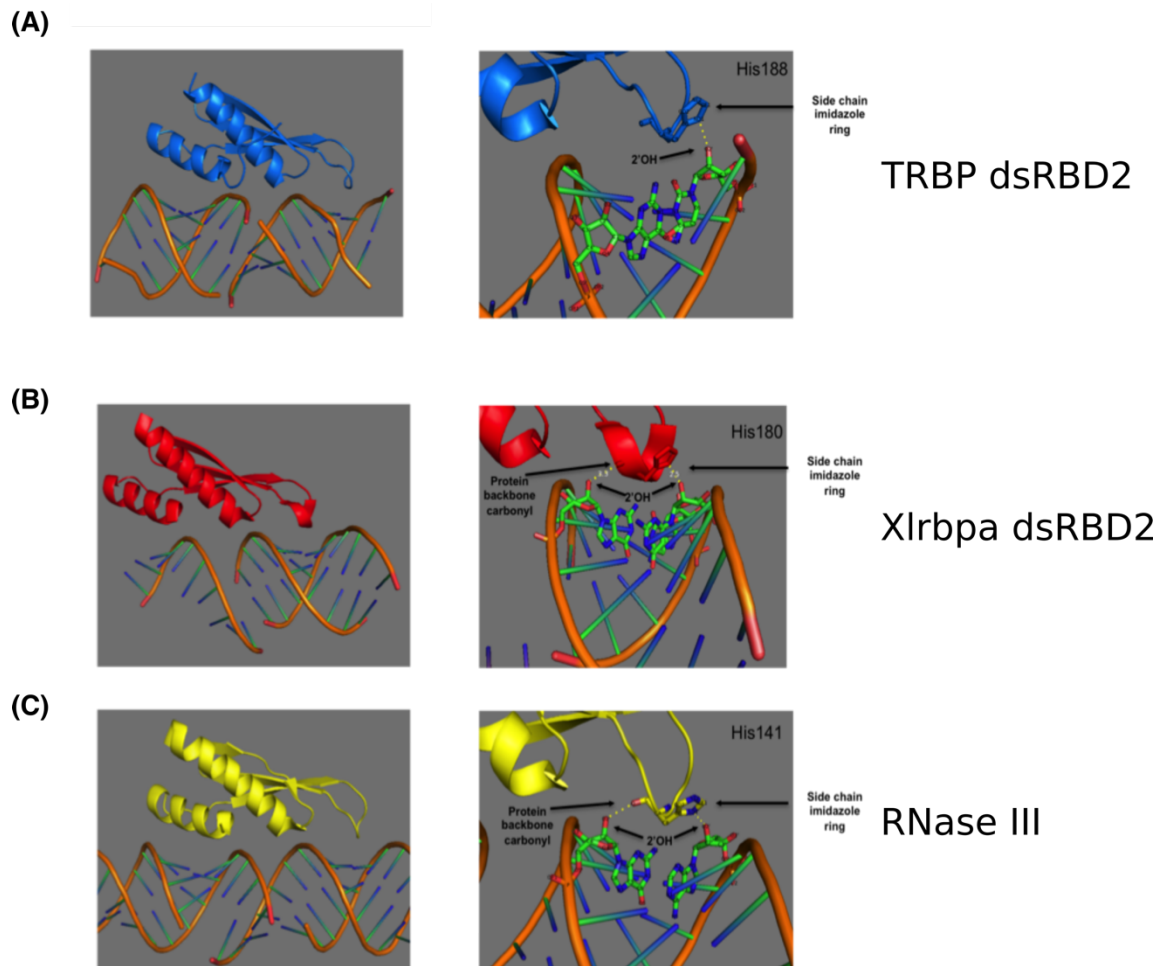 (A)
His188
Side chain
imidazole
ring
2'OH
TRBP dsRBD2
(B)
His180
Protein
backbone
carbonyl
2'OH
Side chain
imidazole
ring
Xlrbpa dsRBD2
(C)
His141
Protein
backbone
carbonyl
2'OH
Side chain
imidazole
ring
RNase III